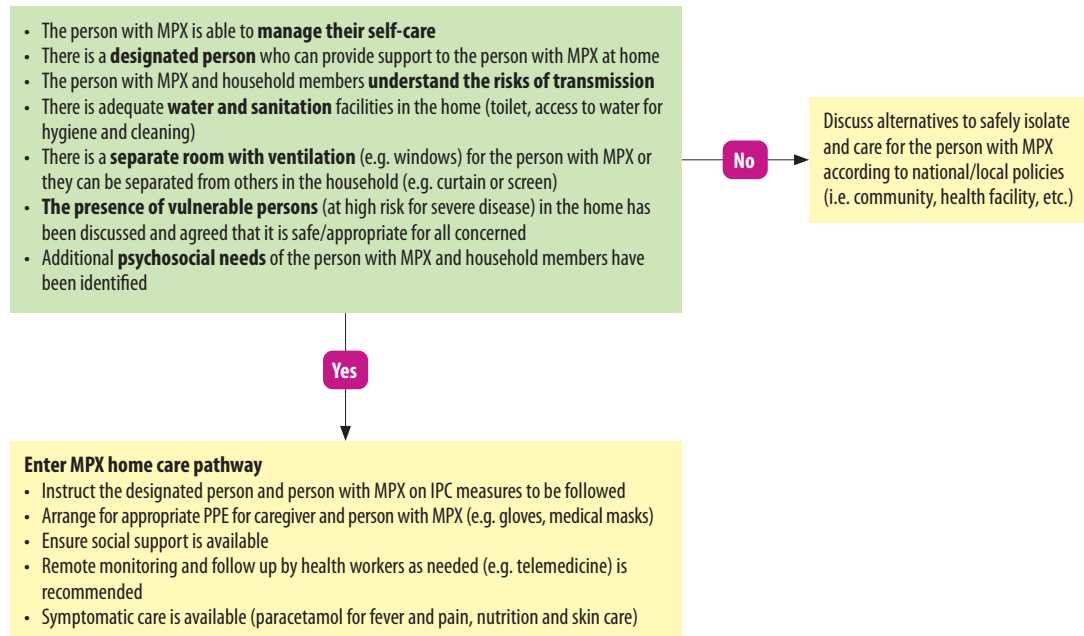 • The person with MPX is able to manage their self-care
• There is a designated person who can provide support to the person with MPX at home
• The person with MPX and household members understand the risks of transmission
• There is adequate water and sanitation facilities in the home (toilet, access to water for
hygiene and cleaning)
• There is a separate room with ventilation (e.g. windows) for the person with MPX or
they can be separated from others in the household (e.g. curtain or screen)
• The presence of vulnerable persons (at high risk for severe disease) in the home has
been discussed and agreed that it is safe/appropriate for all concerned
• Additional psychosocial needs of the person with MPX and household members have
been identified
No
Discuss alternatives to safely isolate
and care for the person with MPX
according to national/local policies
(i.e. community, health facility, etc.)
Yes
Enter MPX home care pathway
• Instruct the designated person and person with MPX on IPC measures to be followed
• Arrange for appropriate PPE for caregiver and person with MPX (e.g. gloves, medical masks)
• Ensure social support is available
• Remote monitoring and follow up by health workers as needed (e.g. telemedicine) is
recommended
• Symptomatic care is available (paracetamol for fever and pain, nutrition and skin care)